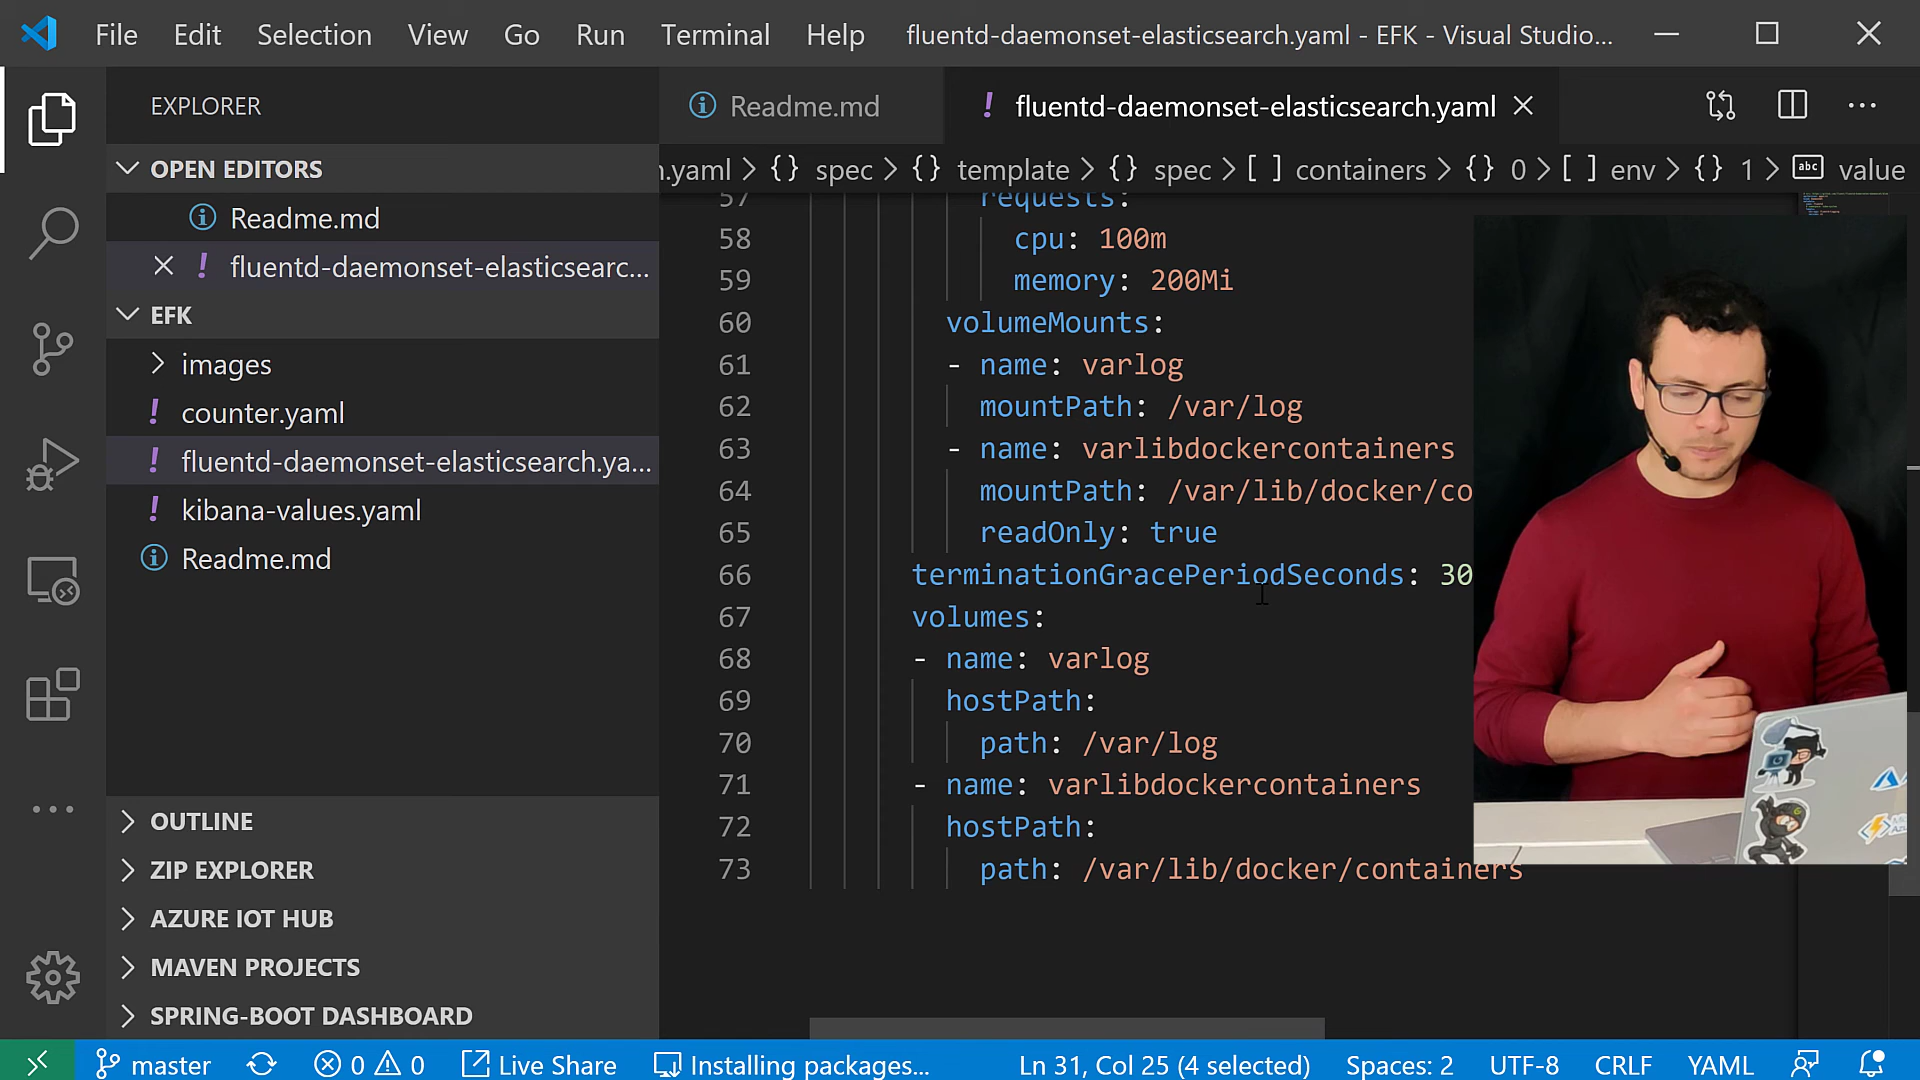 File Edit Selection View Go Run Terminal Help fluentd-daemonset-elasticsearch.yaml - EFK - Visual Studio...
EXPLORER
OPEN EDITORS
Readme.md
fluentd-daemonset-elasticsearc...
EFK
images
counter.yaml
fluentd-daemonset-elasticsearch.ya...
kibana-values.yaml
Readme.md
OUTLINE
ZIP EXPLORER
AZURE IOT HUB
MAVEN PROJECTS
SPRING-BOOT DASHBOARD
Readme.md fluentd-daemonset-elasticsearch.yaml
.yaml > {} spec > {} template > {} spec > [ ] containers > {} 0 > [ ] env > {} 1 > abc value
57 requests:
58 cpu: 100m
59 memory: 200Mi
60 volumeMounts:
61 - name: varlog
62 mountPath: /var/log
63 - name: varlibdockercontainers
64 mountPath: /var/lib/docker/co
65 readOnly: true
66 terminationGracePeriodSeconds: 30
67 volumes:
68 - name: varlog
69 hostPath:
70 path: /var/log
71 - name: varlibdockercontainers
72 hostPath:
73 path: /var/lib/docker/containers
master 0 0 Live Share Installing packages... Ln 31, Col 25 (4 selected) Spaces: 2 UTF-8 CRLF YAML